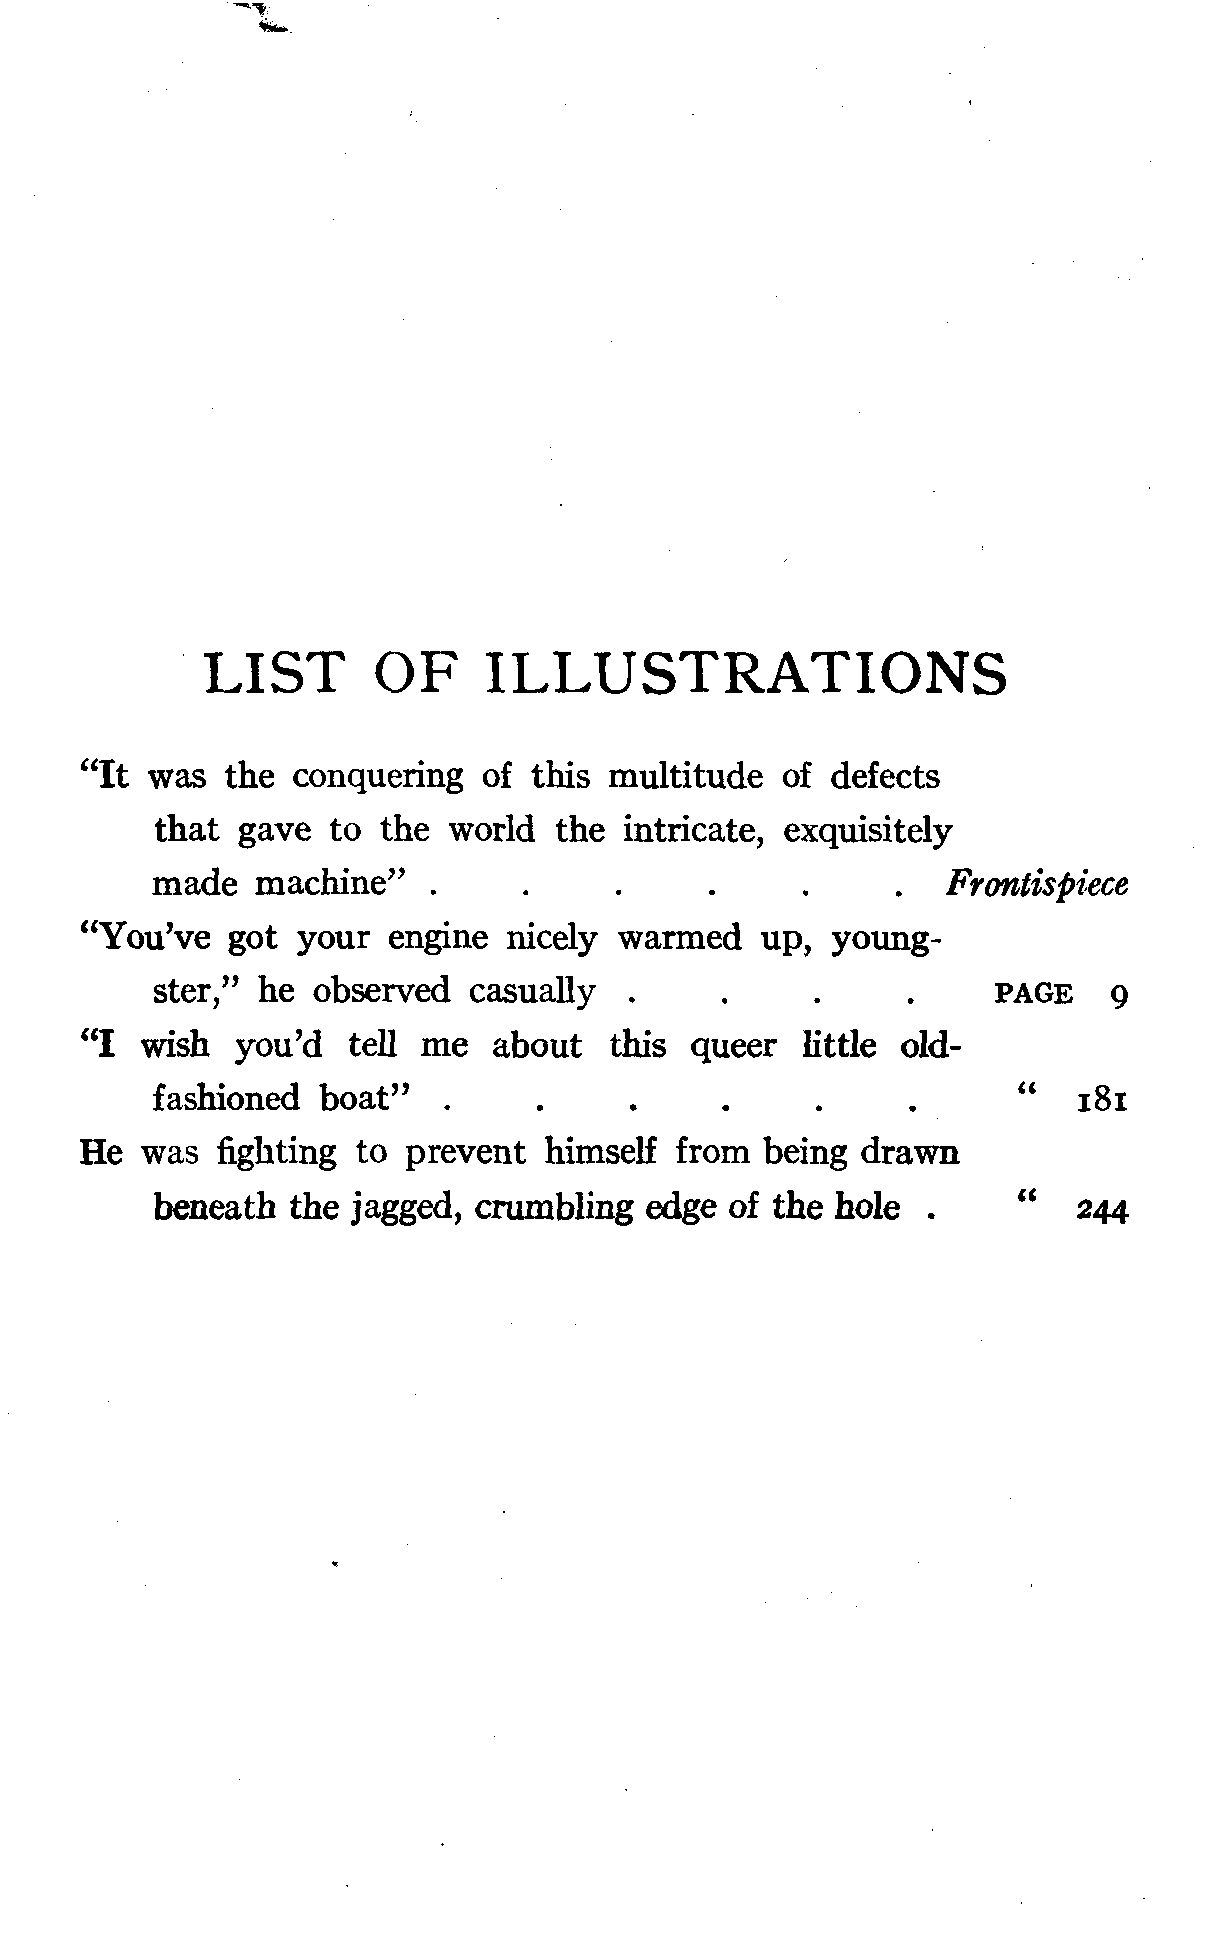 LIST OF ILLUSTRATIONS
“It was the conquering of this multitude of defects
that gave to the world the intricate, exquisitely
made machine” . . . . . . Frontispiece
“You’ve got your engine nicely warmed up, young-
ster,” he observed casually . . . . PAGE 9
“I wish you’d tell me about this queer little old-
fashioned boat” . . . . . . “ 181
He was fighting to prevent himself from being drawn
beneath the jagged, crumbling edge of the hole . “ 244